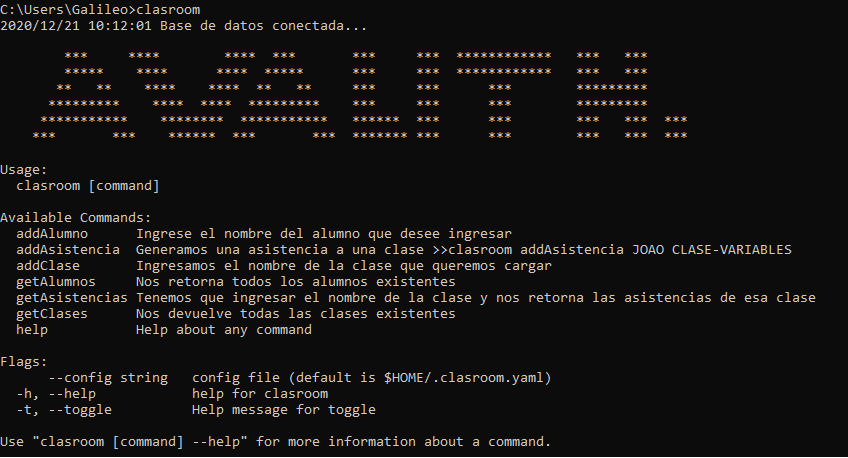 C:\Users\Galileo>clasroom
2020/12/21 10:12:01 Base de datos conectada...
Usage:
  clasroom [command]
Available Commands:
  addAlumno      Ingrese el nombre del alumno que desee ingresar
  addAsistencia  Generamos una asistencia a una clase >>clasroom addAsistencia JOAO CLASE-VARIABLES
  addClase       Ingresamos el nombre de la clase que queremos cargar
  getAlumnos     Nos retorna todos los alumnos existentes
  getAsistencias Tenemos que ingresar el nombre de la clase y nos retorna las asistencias de esa clase
  getClases      Nos devuelve todas las clases existentes
  help           Help about any command
Flags:
      --config string   config file (default is $HOME/.clasroom.yaml)
  -h, --help            help for clasroom
  -t, --toggle          Help message for toggle
Use "clasroom [command] --help" for more information about a command.